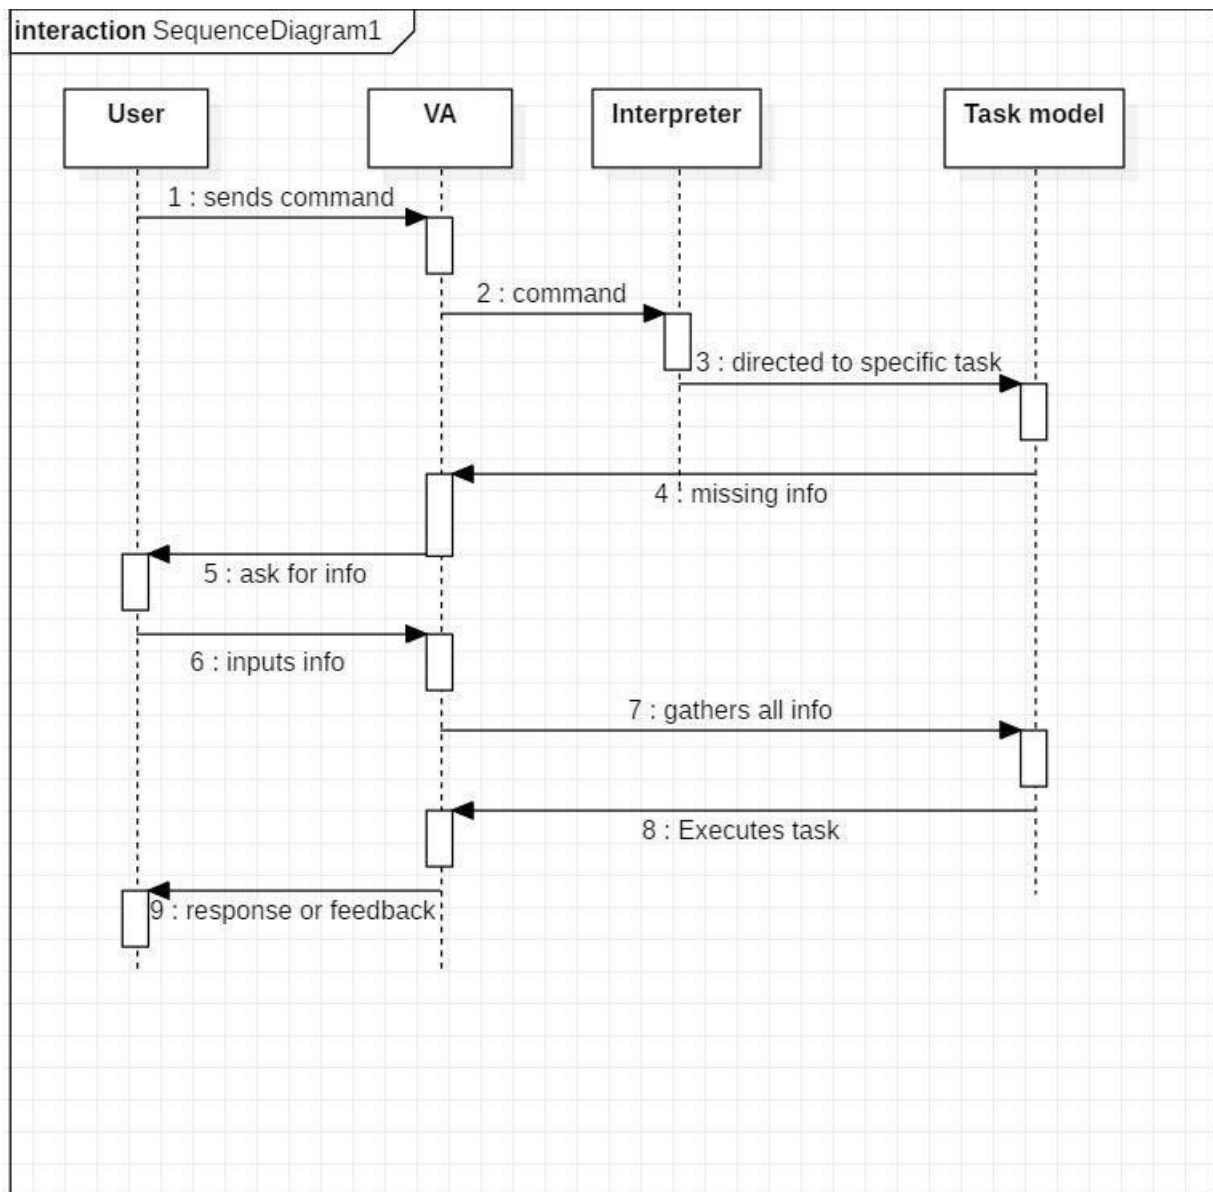 interaction SequenceDiagram1
User
VA
Interpreter
Task model
1 : sends command
2 : command
3 : directed to specific task
4 : missing info
5 : ask for info
6 : inputs info
7 : gathers all info
8 : Executes task
9 : response or feedback